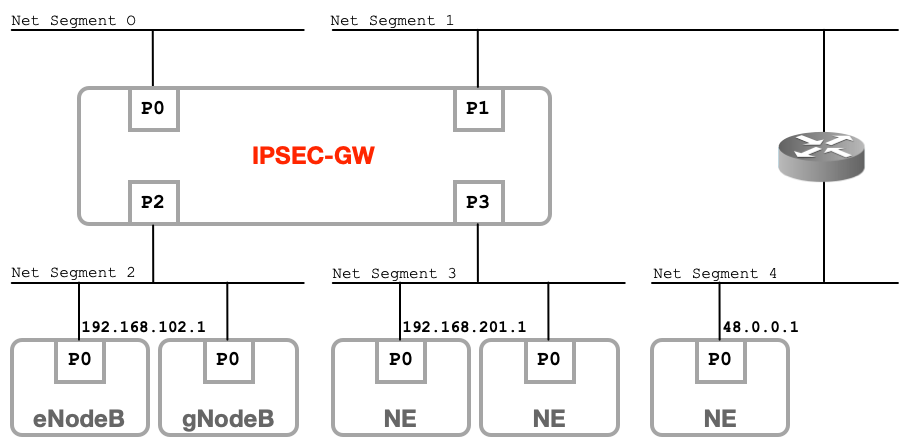 Net Segment 0 Net Segment 1
P0 P1
IPSEC-GW
P2 P3
Net Segment 2 Net Segment 3 Net Segment 4
192.168.102.1 192.168.201.1 48.0.0.1
P0 P0 P0 P0 P0
eNodeB gNodeB NE NE NE